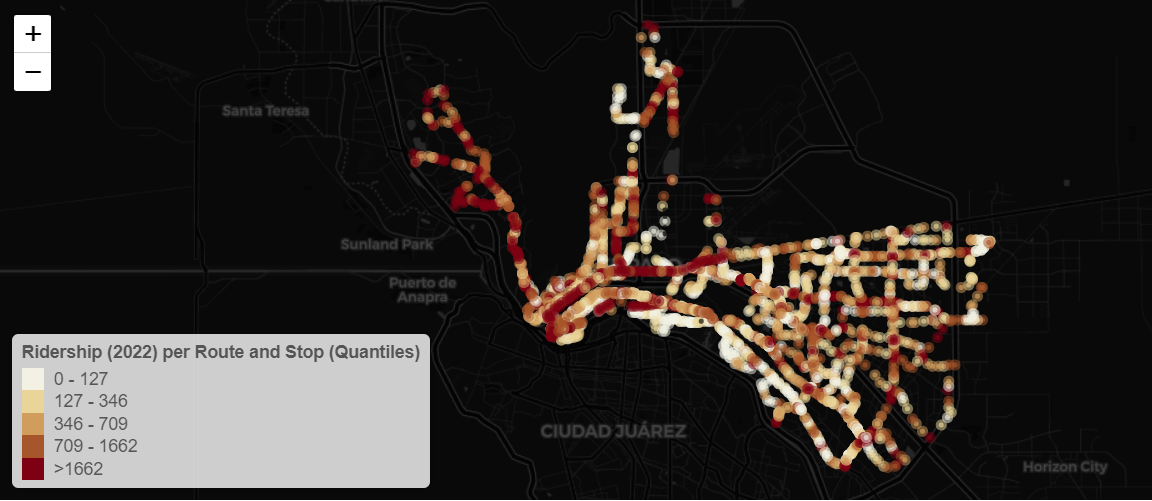 +
−
Santa Teresa
Sunland Park
Puerto de
Anapra
Ridership (2022) per Route and Stop (Quantiles)
0 - 127
127 - 346
346 - 709
709 - 1662
>1662
CIUDAD JUÁREZ
Horizon City